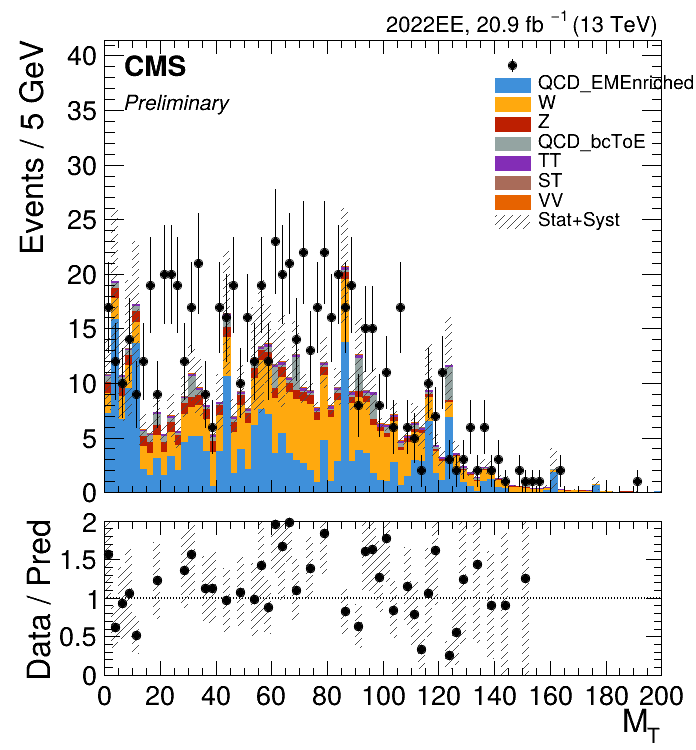 2022EE, 20.9 fb ⁻¹ (13 TeV)
CMS
Preliminary
Events / 5 GeV
40
35
30
25
20
15
10
5
0
QCD_EMEnriched
W
Z
QCD_bcToE
TT
ST
VV
Stat+Syst
Data / Pred
2
1.5
1
0.5
0
0 20 40 60 80 100 120 140 160 180 200
M_T